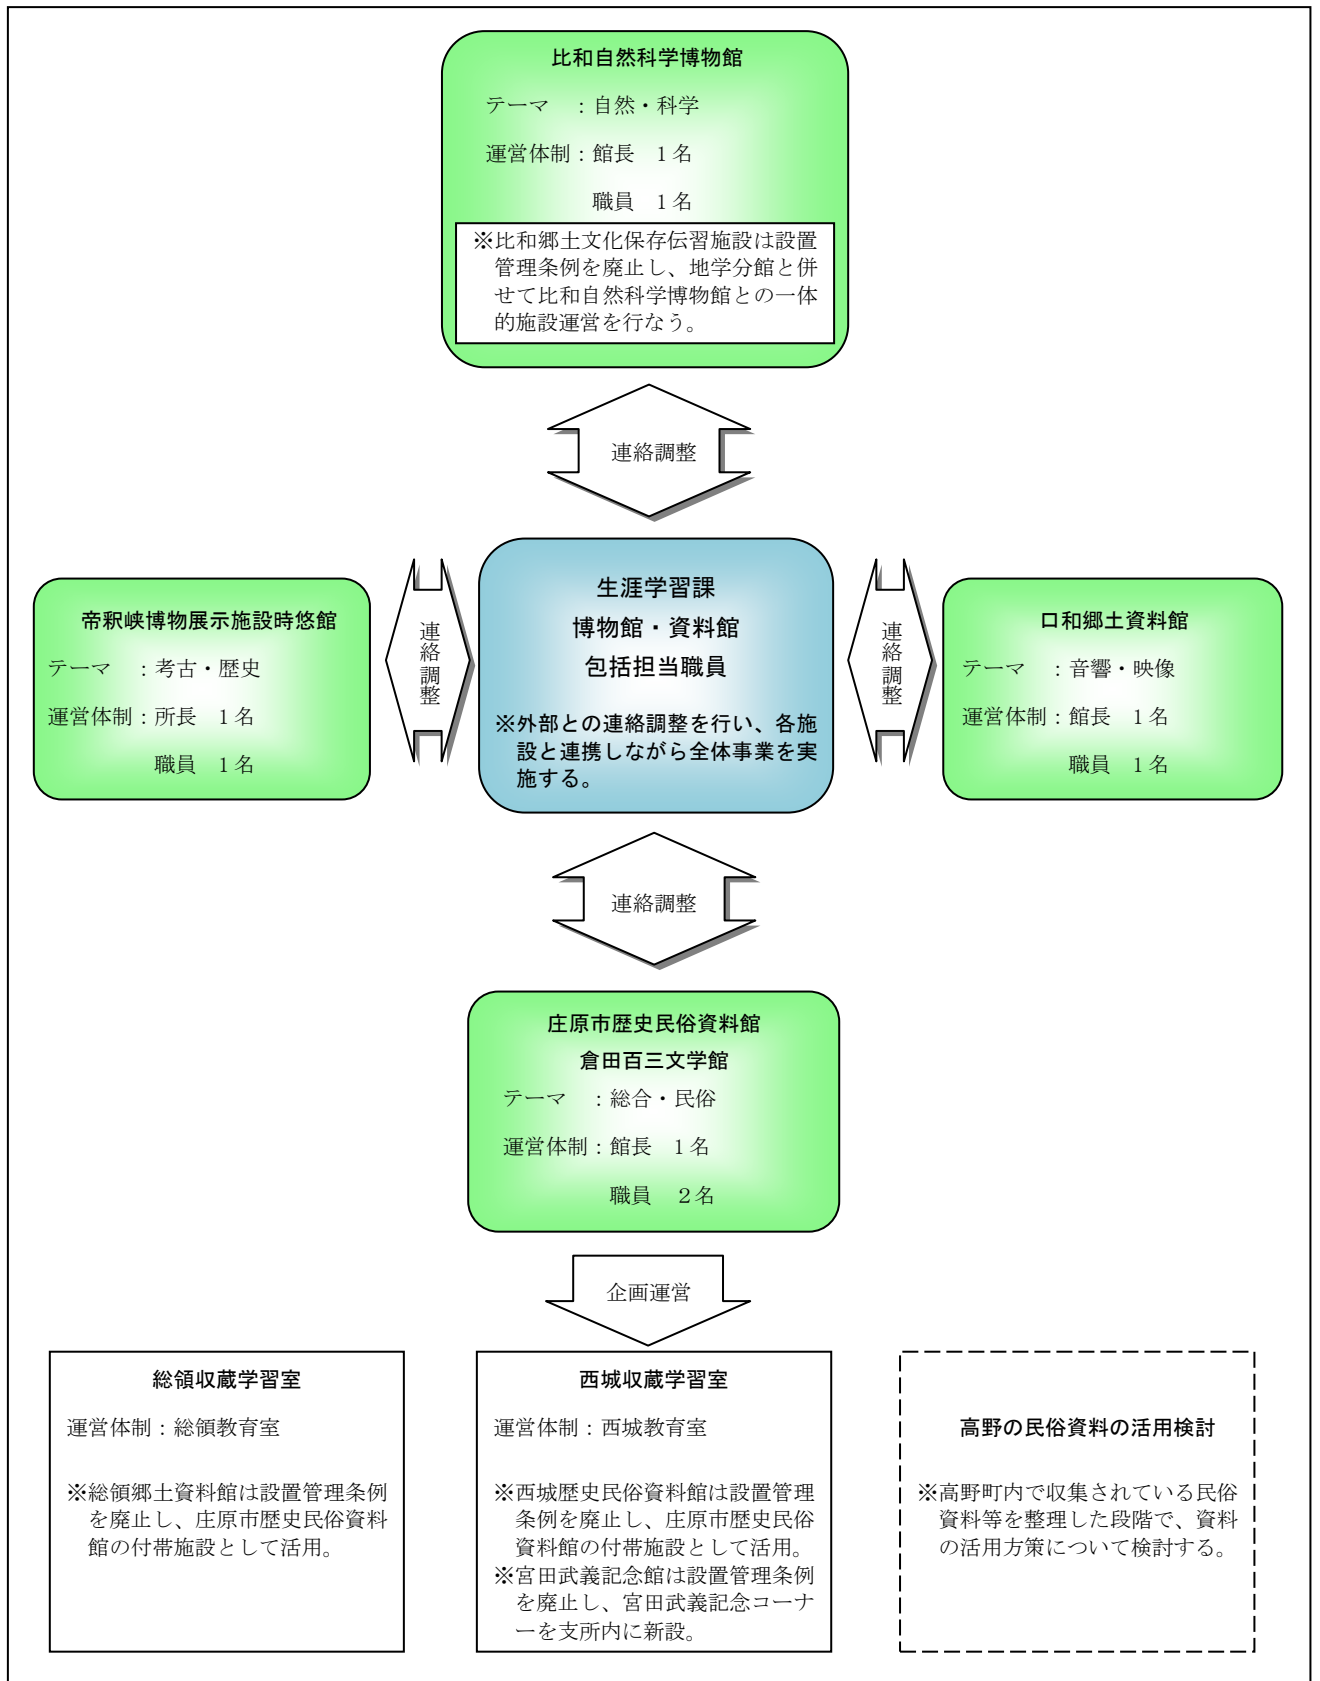 比和自然科学博物館
テーマ　：自然・科学
運営体制：館長　1名
職員　1名
※比和郷土文化保存伝習施設は設置
管理条例を廃止し、地学分館と併
せて比和自然科学博物館との一体
的施設運営を行なう。
連絡調整
帝釈峡博物展示施設時悠館
テーマ　：考古・歴史
運営体制：所長　1名
職員　1名
連絡調整
生涯学習課
博物館・資料館
包括担当職員
※外部との連絡調整を行い、各施
設と連携しながら全体事業を実
施する。
連絡調整
口和郷土資料館
テーマ　：音響・映像
運営体制：館長　1名
職員　1名
連絡調整
庄原市歴史民俗資料館
倉田百三文学館
テーマ　：総合・民俗
運営体制：館長　1名
職員　２名
企画運営
総領収蔵学習室
運営体制：総領教育室
※総領郷土資料館は設置管理条例
を廃止し、庄原市歴史民俗資料
館の付帯施設として活用。
西城収蔵学習室
運営体制：西城教育室
※西城歴史民俗資料館は設置管理
条例を廃止し、庄原市歴史民俗
資料館の付帯施設として活用。
※宮田武義記念館は設置管理条例
を廃止し、宮田武義記念コーナ
ーを支所内に新設。
高野の民俗資料の活用検討
※高野町内で収集されている民俗
資料等を整理した段階で、資料
の活用方策について検討する。